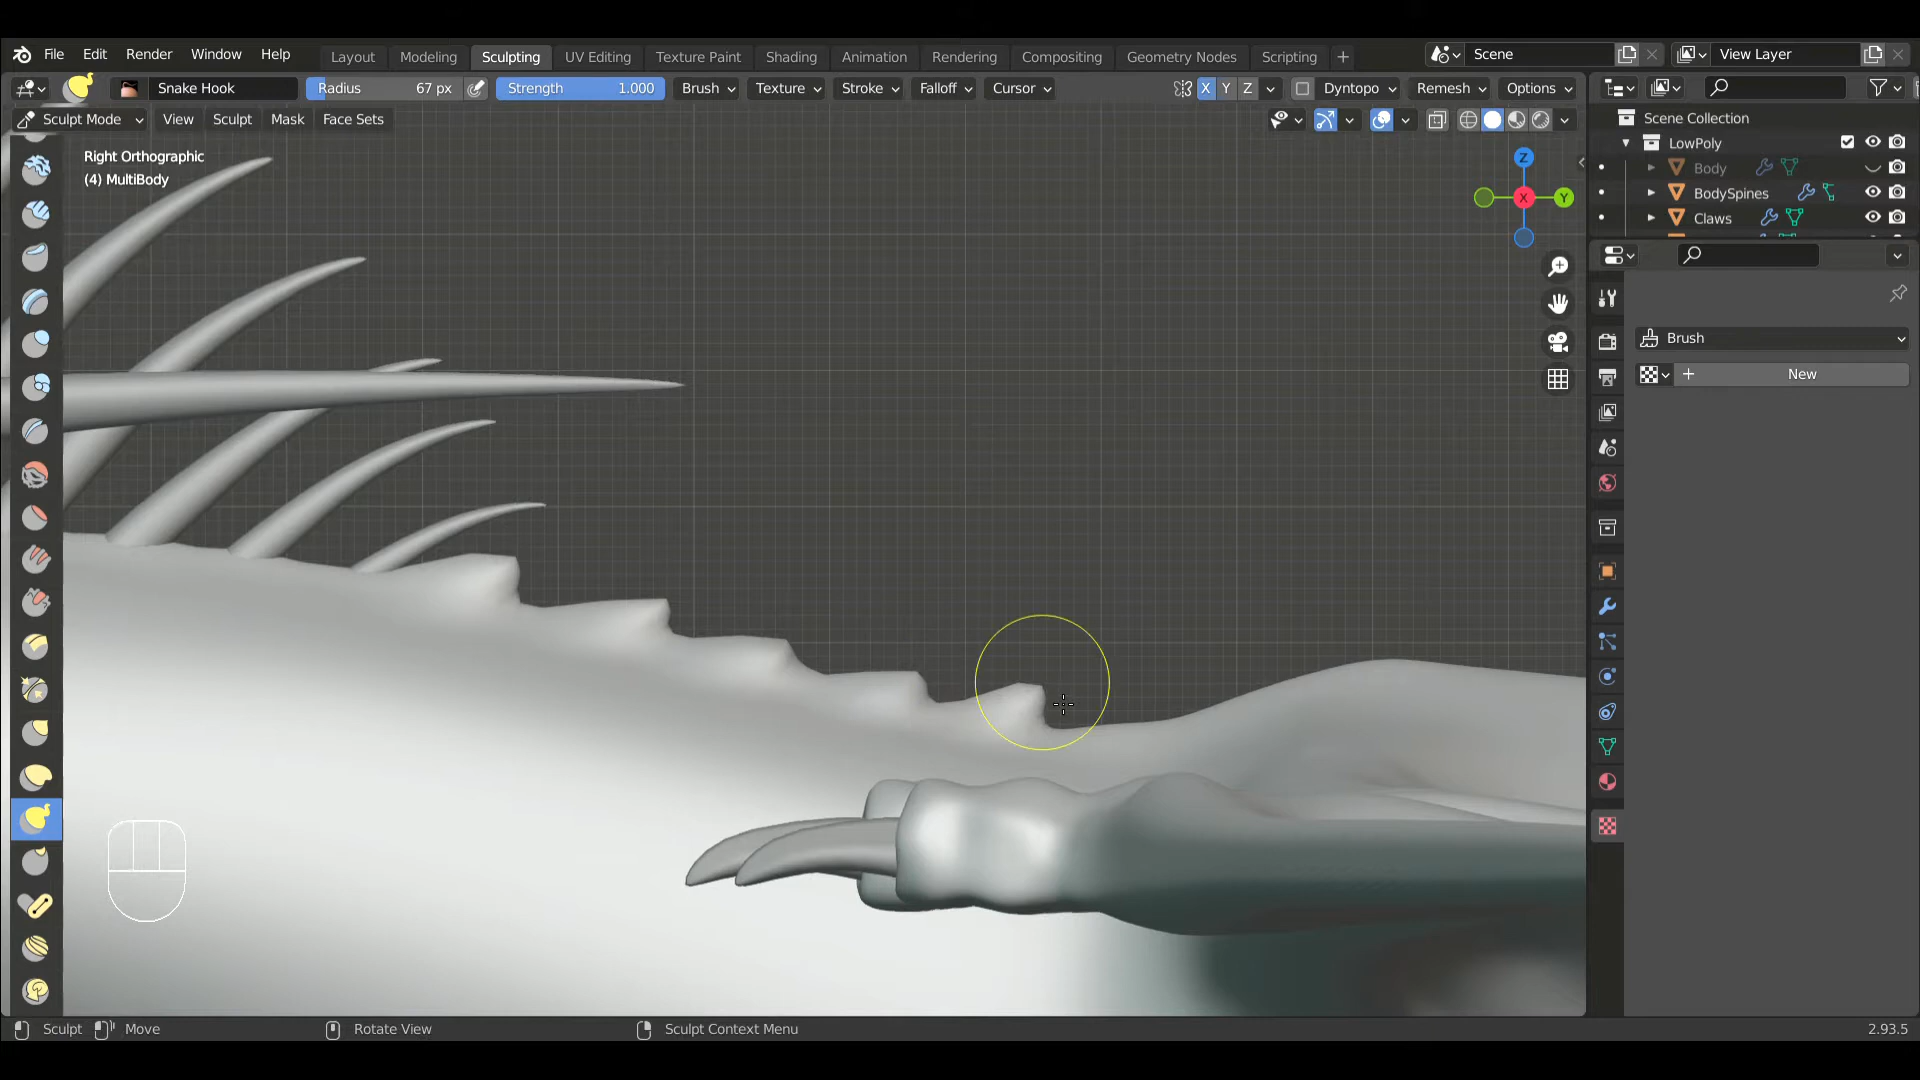 File Edit Render Window Help Layout Modeling Sculpting UV Editing Texture Paint Shading Animation Rendering Compositing Geometry Nodes Scripting + Scene View Layer
Snake Hook Radius 67 px Strength 1.000 Brush Texture Stroke Falloff Cursor X Y Z Dyntopo Remesh Options
Sculpt Mode View Sculpt Mask Face Sets
Scene Collection
LowPoly
Body
BodySpines
Claws
Right Orthographic
(4) MultiBody
Z
X
Y
Brush
+ New
Sculpt Move Rotate View Sculpt Context Menu 2.93.5